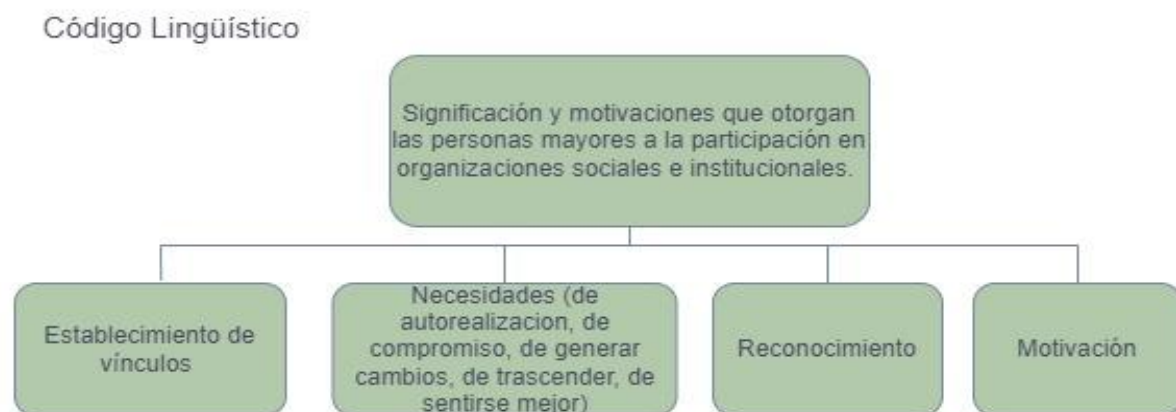 Código Lingüístico
Significación y motivaciones que otorgan
las personas mayores a la participación en
organizaciones sociales e institucionales.
Establecimiento de
vínculos
Necesidades (de
autorealizacion, de
compromiso, de generar
cambios, de trascender, de
sentirse mejor)
Reconocimiento
Motivación